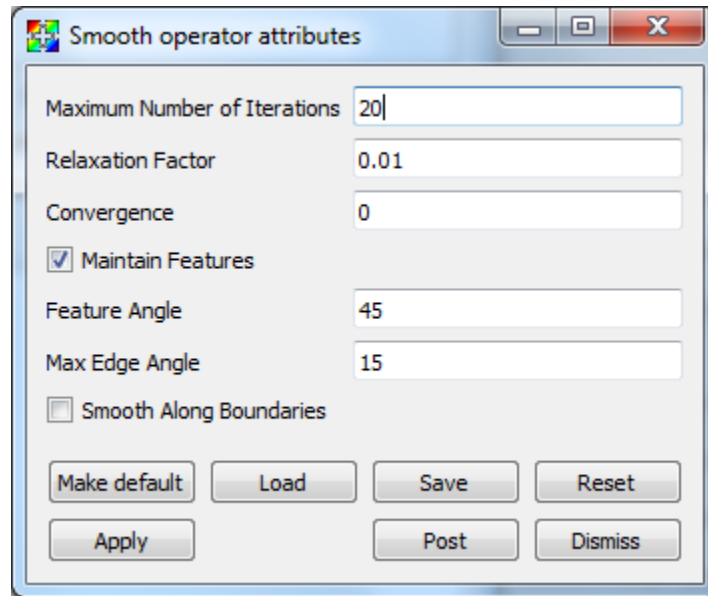 Smooth operator attributes
Maximum Number of Iterations 20
Relaxation Factor 0.01
Convergence 0
Maintain Features
Feature Angle 45
Max Edge Angle 15
Smooth Along Boundaries
Make default Load Save Reset
Apply Post Dismiss